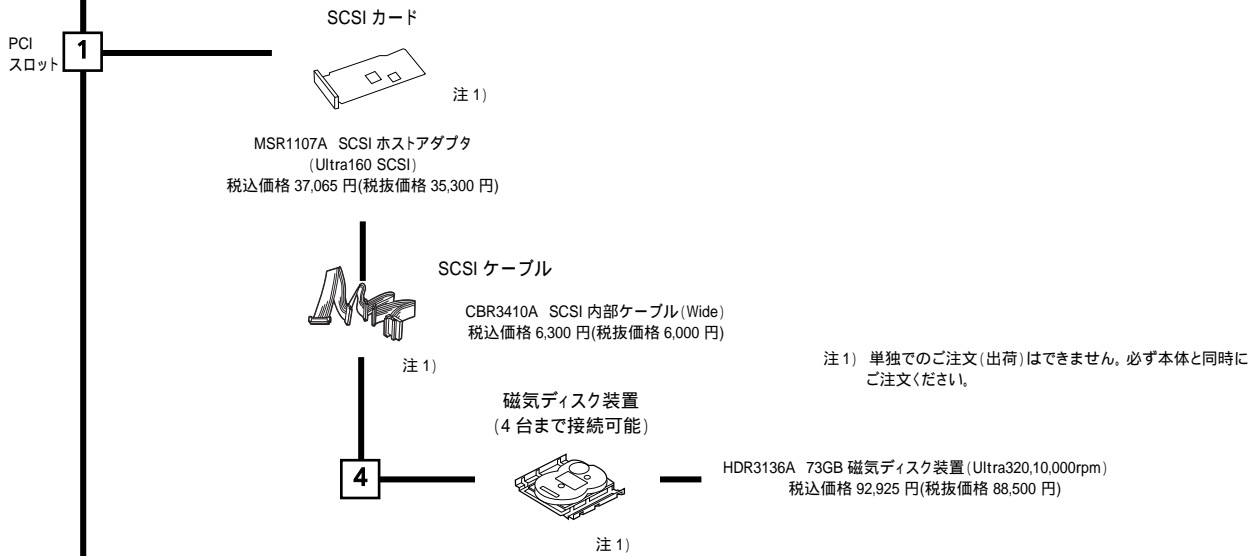 SCSI カード
PCI
スロット
1
注 1)
MSR1107A SCSI ホストアダプタ
(Ultra160 SCSI)
税込価格 37,065 円(税抜価格 35,300 円)
SCSI ケーブル
CBR3410A SCSI 内部ケーブル(Wide)
税込価格 6,300 円(税抜価格 6,000 円)
注 1)
注 1) 単独でのご注文(出荷)はできません。必ず本体と同時に
ご注文ください。
磁気ディスク装置
(4 台まで接続可能)
4
HDR3136A 73GB 磁気ディスク装置(Ultra320,10,000rpm)
税込価格 92,925 円(税抜価格 88,500 円)
注 1)